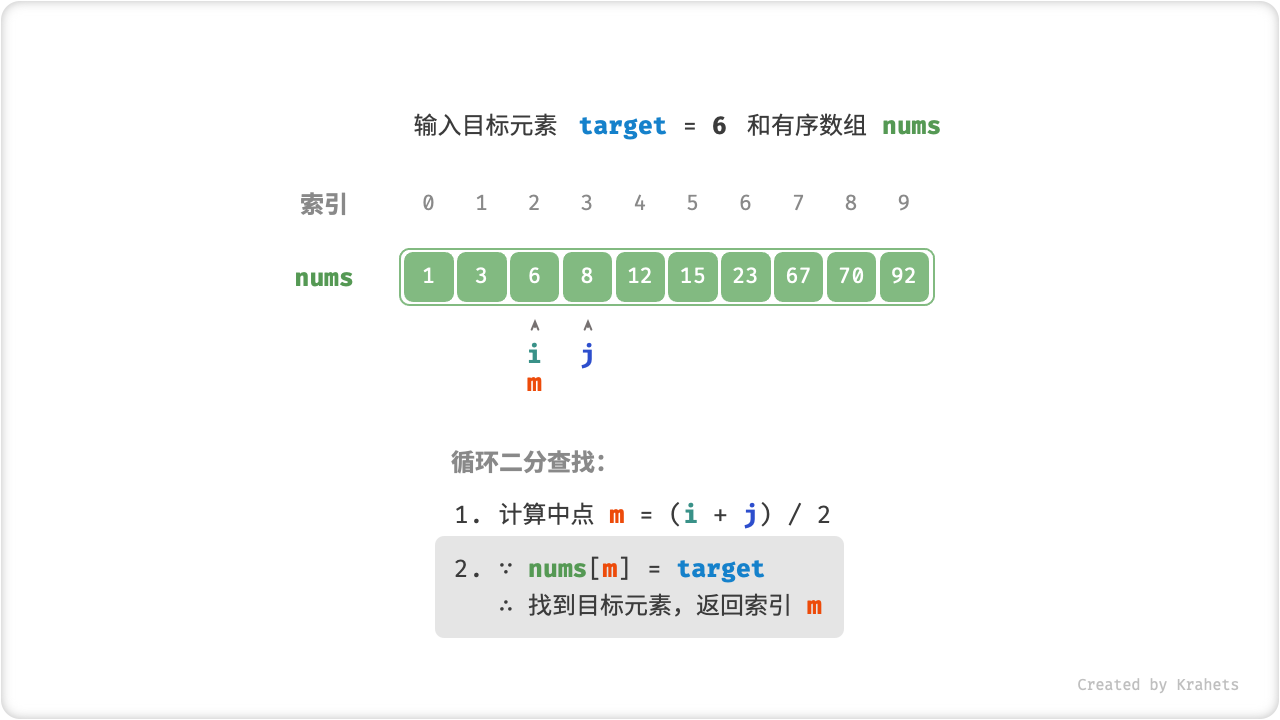 输入目标元素 target = 6 和有序数组 nums
索引 0 1 2 3 4 5 6 7 8 9
nums 1 3 6 8 12 15 23 67 70 92
i j
m
循环二分查找：
1. 计算中点 m = (i + j) / 2
2. ∵ nums[m] = target
∴ 找到目标元素，返回索引 m
Created by Krahets